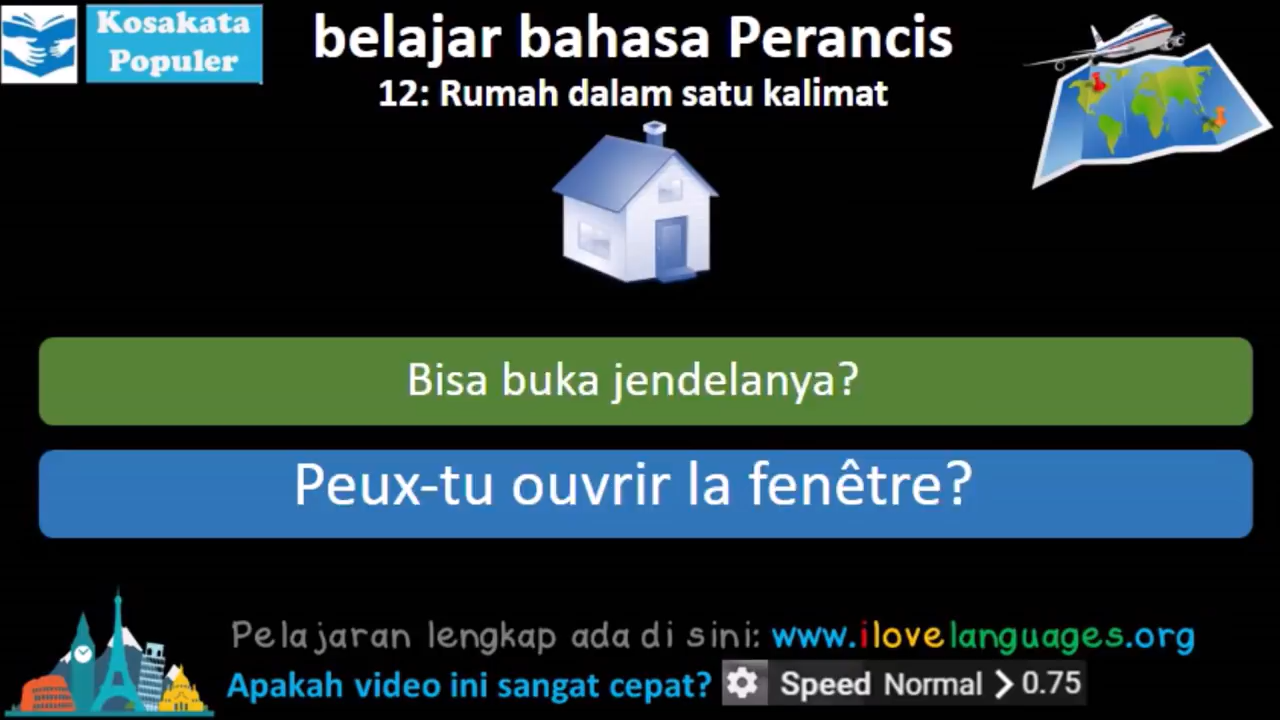 Kosakata
Populer
belajar bahasa Perancis
12: Rumah dalam satu kalimat
Bisa buka jendelanya?
Peux-tu ouvrir la fenêtre?
Pelajaran lengkap ada di sini: www.ilovelanguages.org
Apakah video ini sangat cepat? Speed Normal > 0.75